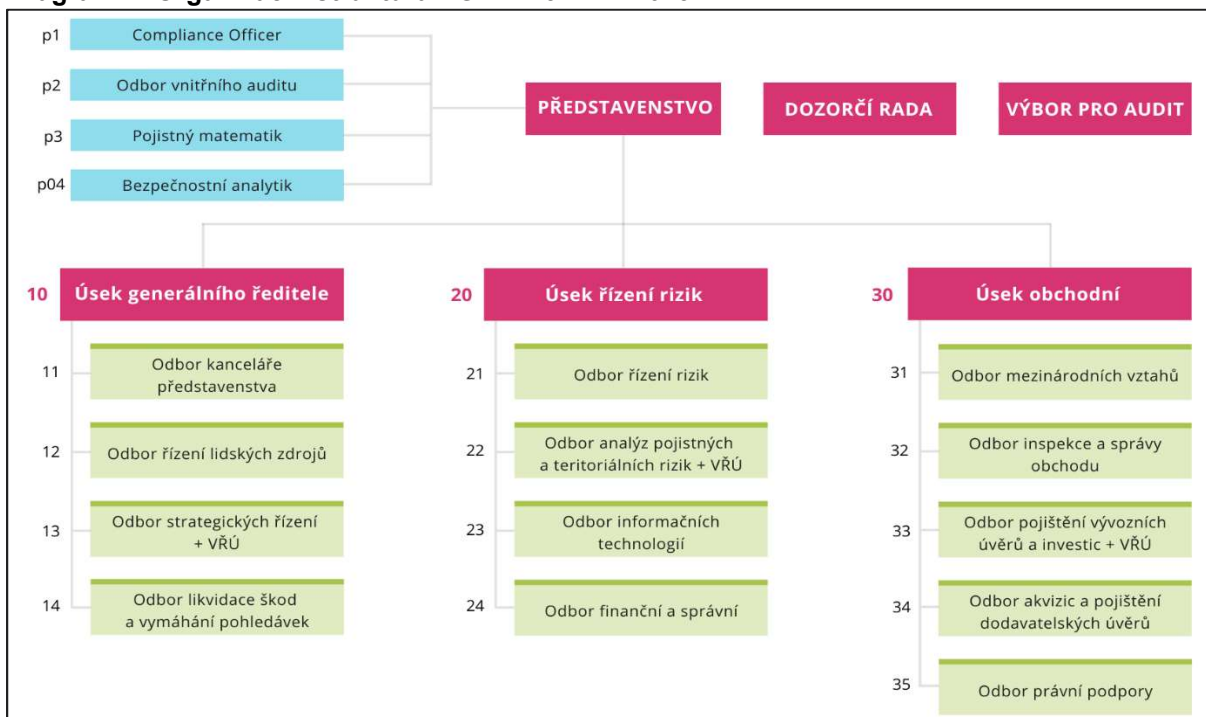 p1
Compliance Officer
p2
Odbor vnitřního auditu
p3
Pojistný matematik
p04
Bezpečnostní analytik
PŘEDSTAVENSTVO
DOZORČÍ RADA
VÝBOR PRO AUDIT
10
Úsek generálního ředitele
11
Odbor kanceláře
představenstva
12
Odbor řízení lidských zdrojů
13
Odbor strategických řízení
+ VŘÚ
14
Odbor likvidace škod
a vymáhání pohledávek
20
Úsek řízení rizik
21
Odbor řízení rizik
22
Odbor analýz pojistných
a teritoriálních rizik + VŘÚ
23
Odbor informačních
technologií
24
Odbor finanční a správní
30
Úsek obchodní
31
Odbor mezinárodních vztahů
32
Odbor inspekce a správy
obchodu
33
Odbor pojištění vývozních
úvěrů a investic + VŘÚ
34
Odbor akvizic a pojištění
dodavatelských úvěrů
35
Odbor právní podpory